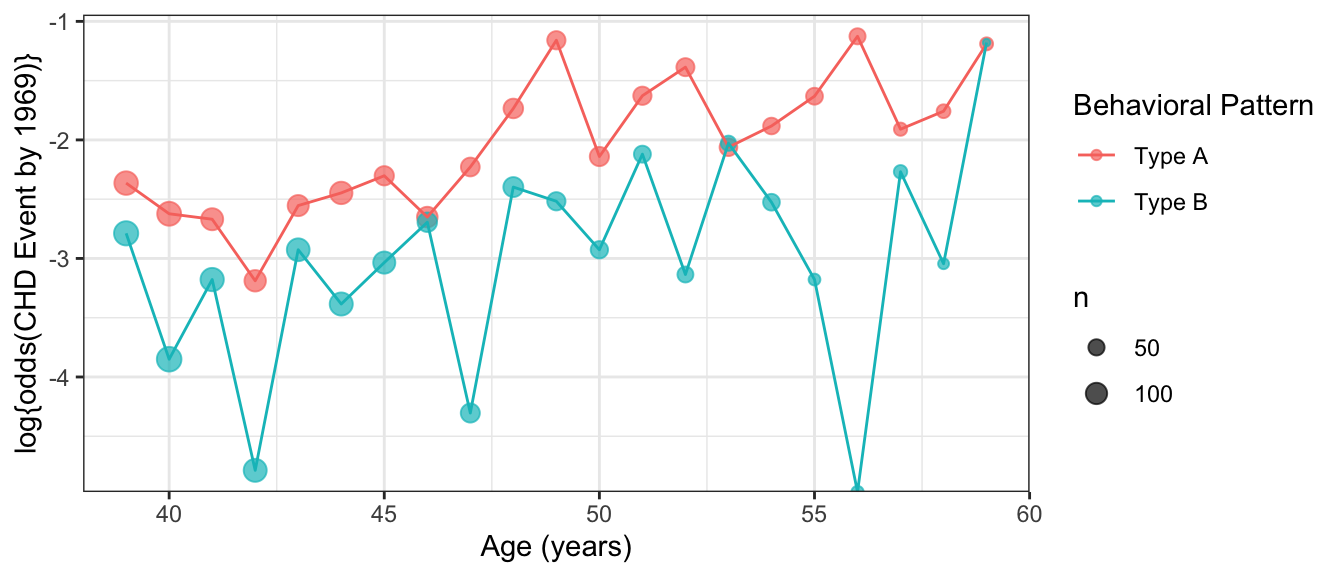 log{odds(CHD Event by 1969)}
-1
-2
-3
-4
40
45
50
55
60
Age (years)
Behavioral Pattern
Type A
Type B
n
50
100